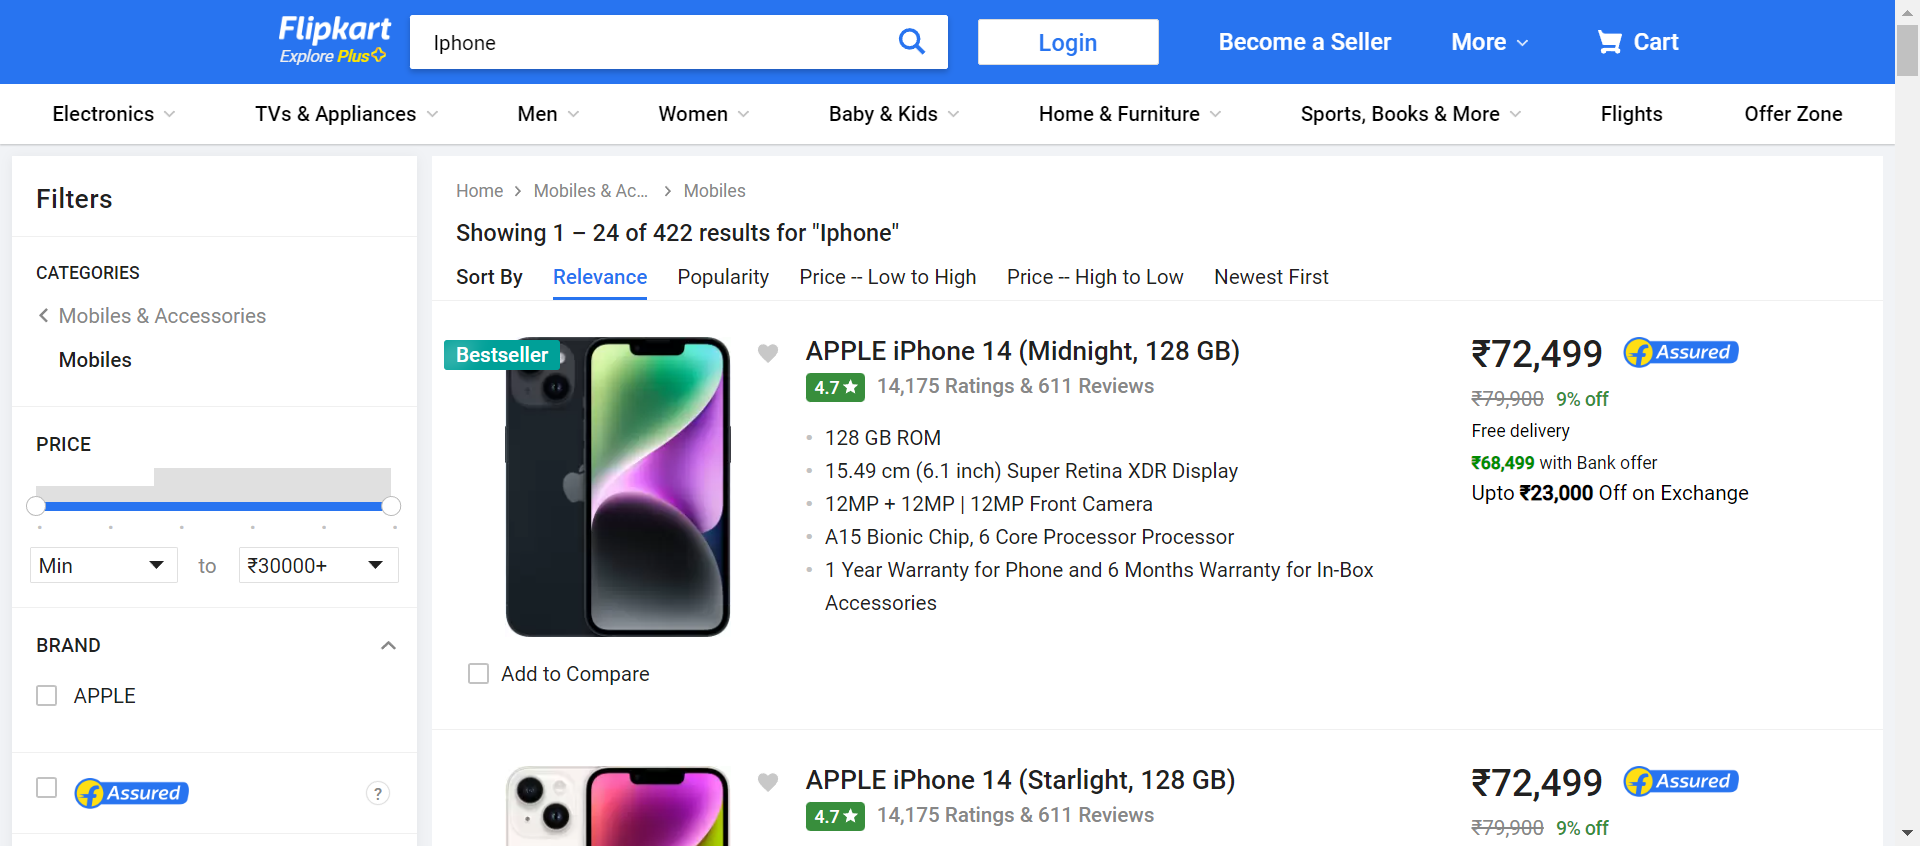 Flipkart
Explore Plus
Iphone
Login
Become a Seller
More
Cart
Electronics
TVs & Appliances
Men
Women
Baby & Kids
Home & Furniture
Sports, Books & More
Flights
Offer Zone
Filters
CATEGORIES
Mobiles & Accessories
Mobiles
PRICE
Min
to
₹30000+
BRAND
APPLE
Assured
?
Home > Mobiles & Ac... > Mobiles
Showing 1 – 24 of 422 results for "Iphone"
Sort By Relevance Popularity Price -- Low to High Price -- High to Low Newest First
Bestseller
APPLE iPhone 14 (Midnight, 128 GB)
4.7★ 14,175 Ratings & 611 Reviews
128 GB ROM
15.49 cm (6.1 inch) Super Retina XDR Display
12MP + 12MP | 12MP Front Camera
A15 Bionic Chip, 6 Core Processor Processor
1 Year Warranty for Phone and 6 Months Warranty for In-Box
Accessories
₹72,499 Assured
₹79,900 9% off
Free delivery
₹68,499 with Bank offer
Upto ₹23,000 Off on Exchange
Add to Compare
APPLE iPhone 14 (Starlight, 128 GB)
4.7★ 14,175 Ratings & 611 Reviews
₹72,499 Assured
₹79,900 9% off